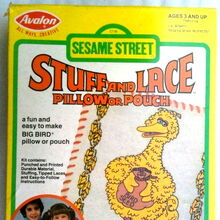 Avalon
ALL WAYS CREATIVE
AGES 3 AND UP
SESAME STREET
STUFF AND LACE
PILLOW OR POUCH
a fun and
easy to make
BIG BIRD
pillow or pouch
Kit contains:
Punched and Printed
Durable Material,
Stuffing, Tipped Laces
and Easy-to-Follow
Instructions